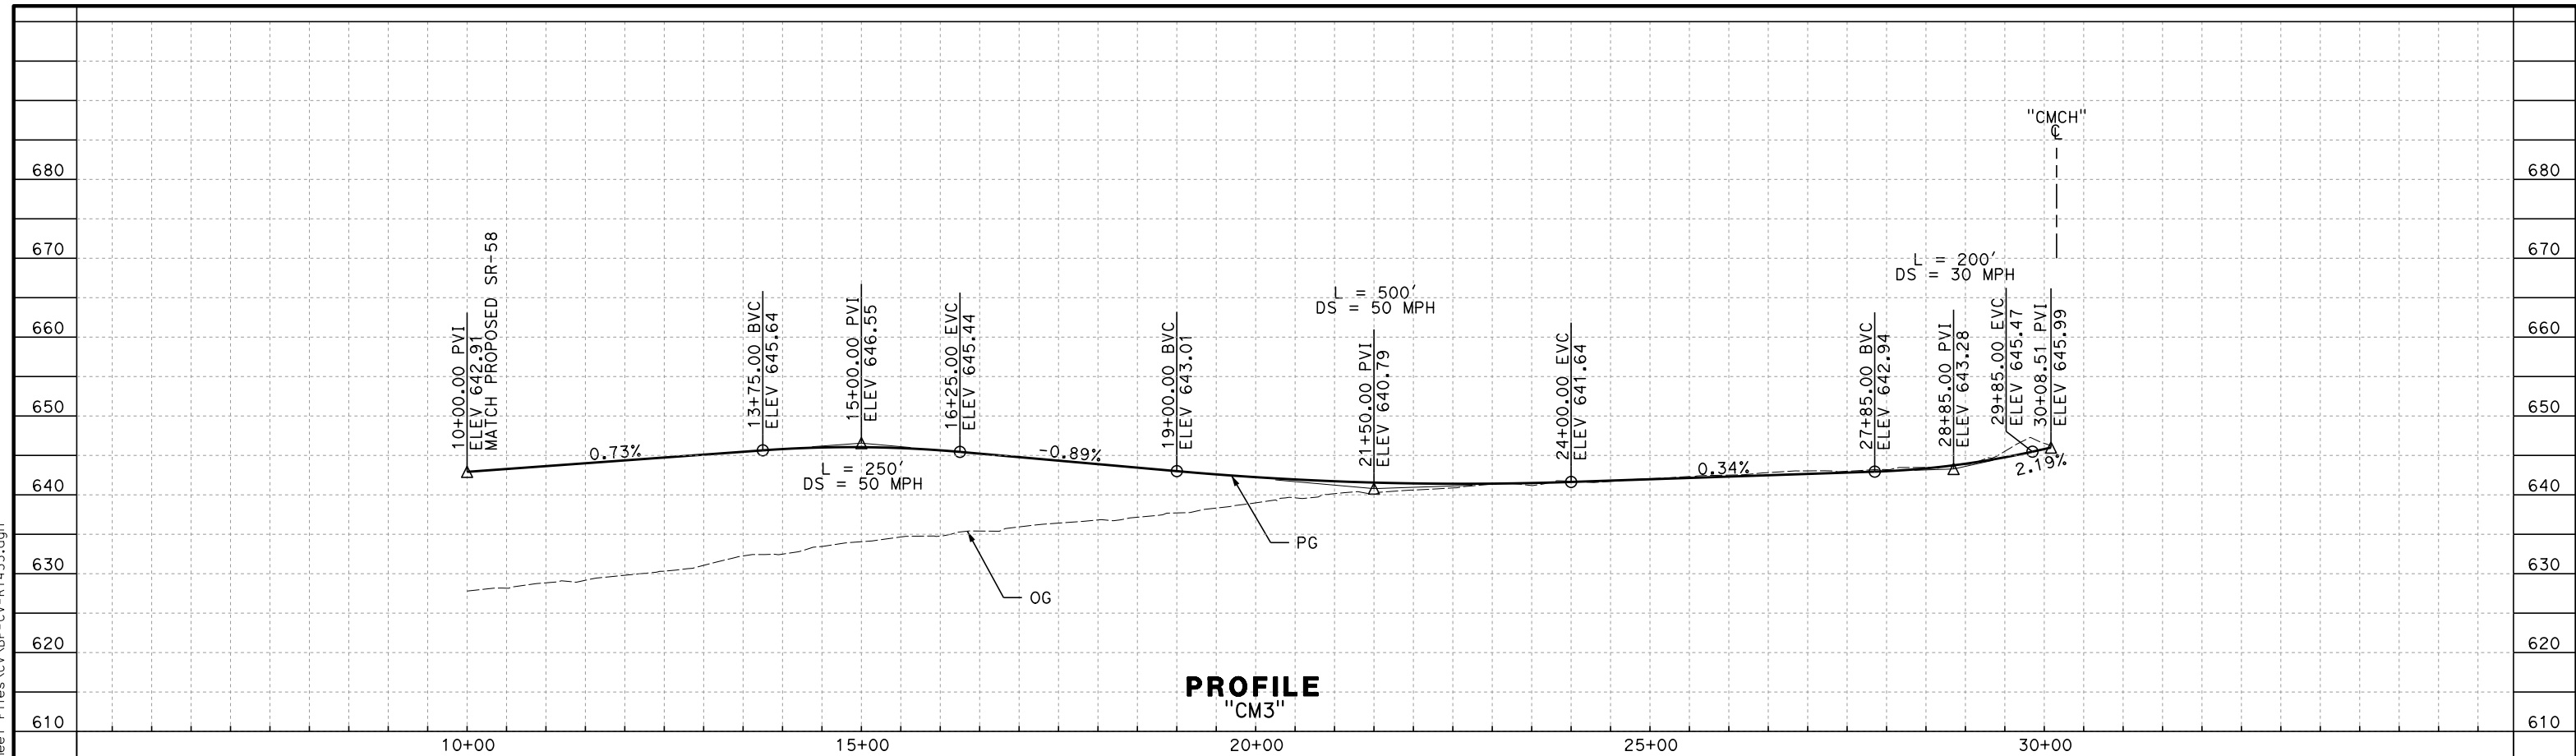 "CMCH"
℄
680
680
670
670
660
660
650
650
640
640
630
630
620
620
610
610
10+00.00 PVI
ELEV 642.91
MATCH PROPOSED SR-58
0.73%
13+75.00 BVC
ELEV 645.64
15+00.00 PVI
ELEV 646.55
L = 250'
DS = 50 MPH
16+25.00 EVC
ELEV 645.44
-0.89%
19+00.00 BVC
ELEV 643.01
L = 500'
DS = 50 MPH
21+50.00 PVI
ELEV 640.79
24+00.00 EVC
ELEV 641.64
0.34%
27+85.00 BVC
ELEV 642.94
L = 200'
DS = 30 MPH
28+85.00 PVI
ELEV 643.28
29+85.00 EVC
ELEV 645.47
30+08.51 PVI
ELEV 645.99
2.19%
PG
OG
PROFILE
"CM3"
10+00
15+00
20+00
25+00
30+00